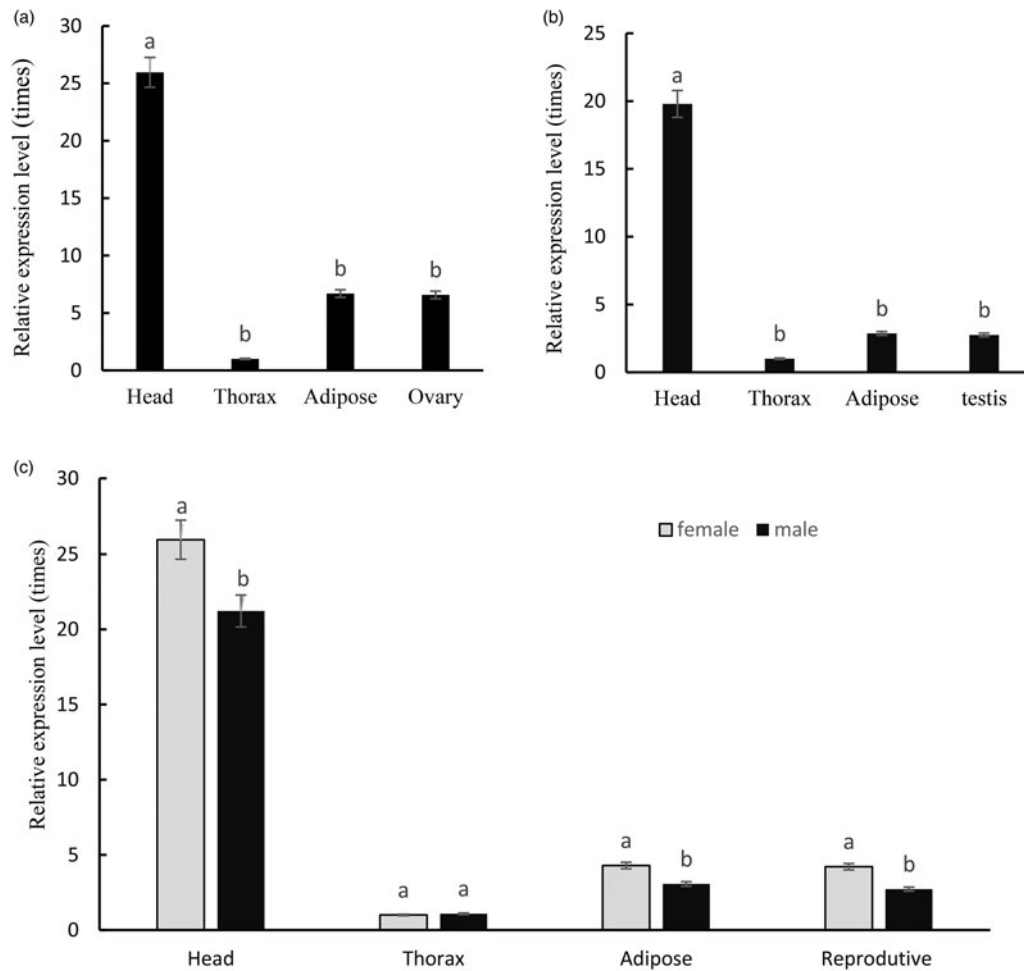 (a)
Relative expression level (times)
30
25
20
15
10
5
0
a
b
b
b
Head Thorax Adipose Ovary
(b)
Relative expression level (times)
25
20
15
10
5
0
a
b
b
b
Head Thorax Adipose testis
(c)
Relative expression level (times)
30
25
20
15
10
5
0
female male
a
b
a a
a b
a b
Head Thorax Adipose Reprodutive